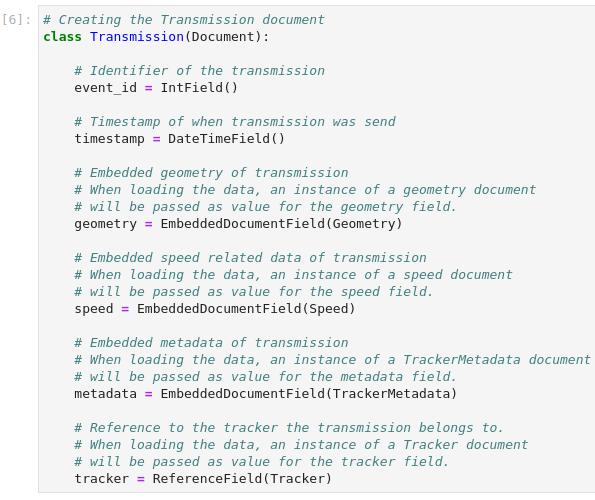 [6]: # Creating the Transmission document
class Transmission(Document):
# Identifier of the transmission
event_id = IntField()
# Timestamp of when transmission was send
timestamp = DateTimeField()
# Embedded geometry of transmission
# When loading the data, an instance of a geometry document
# will be passed as value for the geometry field.
geometry = EmbeddedDocumentField(Geometry)
# Embedded speed related data of transmission
# When loading the data, an instance of a speed document
# will be passed as value for the speed field.
speed = EmbeddedDocumentField(Speed)
# Embedded metadata of transmission
# When loading the data, an instance of a TrackerMetadata document
# will be passed as value for the metadata field.
metadata = EmbeddedDocumentField(TrackerMetadata)
# Reference to the tracker the transmission belongs to.
# When loading the data, an instance of a Tracker document
# will be passed as value for the tracker field.
tracker = ReferenceField(Tracker)